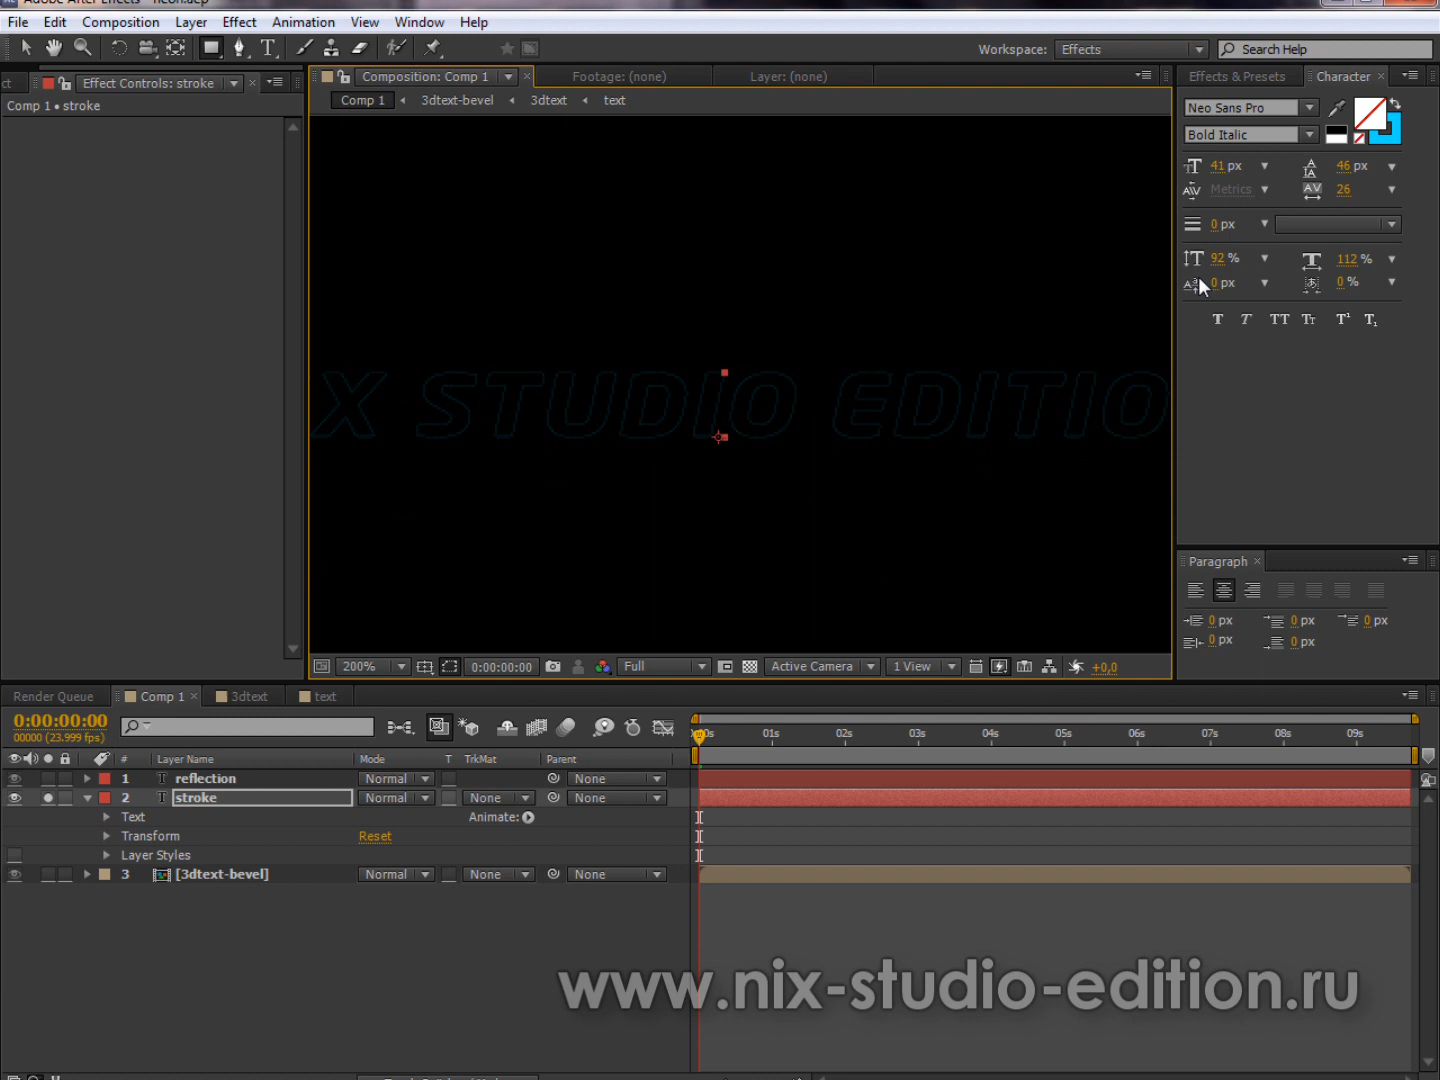 Adobe After Effects - neon.aep
File Edit Composition Layer Effect Animation View Window Help
Workspace: Effects Search Help
ct Effect Controls: stroke Composition: Comp 1 Footage: (none) Layer: (none) Effects & Presets Character
Comp 1 • stroke
Comp 1 3dtext-bevel 3dtext text
Neo Sans Pro
Bold Italic
41 px 46 px
Metrics 26
0 px
92 % 112 %
0 px 0 %
T T TT Tт T¹ T₁
X STUDIO EDITIO
Paragraph
0 px 0 px 0 px
0 px 0 px
200% 0:00:00:00 Full Active Camera 1 View +0,0
Render Queue Comp 1 3dtext text
0:00:00:00
00000 (23.999 fps)
00s 01s 02s 03s 04s 05s 06s 07s 08s 09s
# Layer Name Mode T TrkMat Parent
1 T reflection Normal None
2 T stroke Normal None None
Text Animate:
Transform Reset
Layer Styles
3 [3dtext-bevel] Normal None None
www.nix-studio-edition.ru